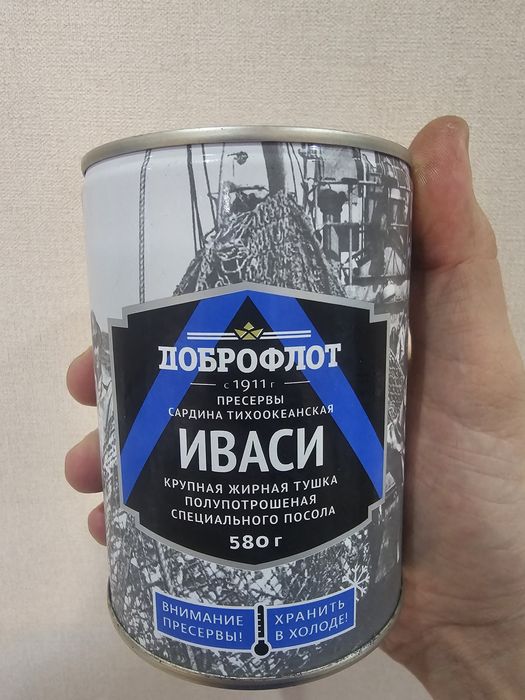 ДОБРОФЛОТ
с 1911 г
ПРЕСЕРВЫ
САРДИНА ТИХООКЕАНСКАЯ
ИВАСИ
КРУПНАЯ ЖИРНАЯ ТУШКА
ПОЛУПОТРОШЕНАЯ
СПЕЦИАЛЬНОГО ПОСОЛА
580 г
ВНИМАНИЕ
ПРЕСЕРВЫ!
ХРАНИТЬ
В ХОЛОДЕ!